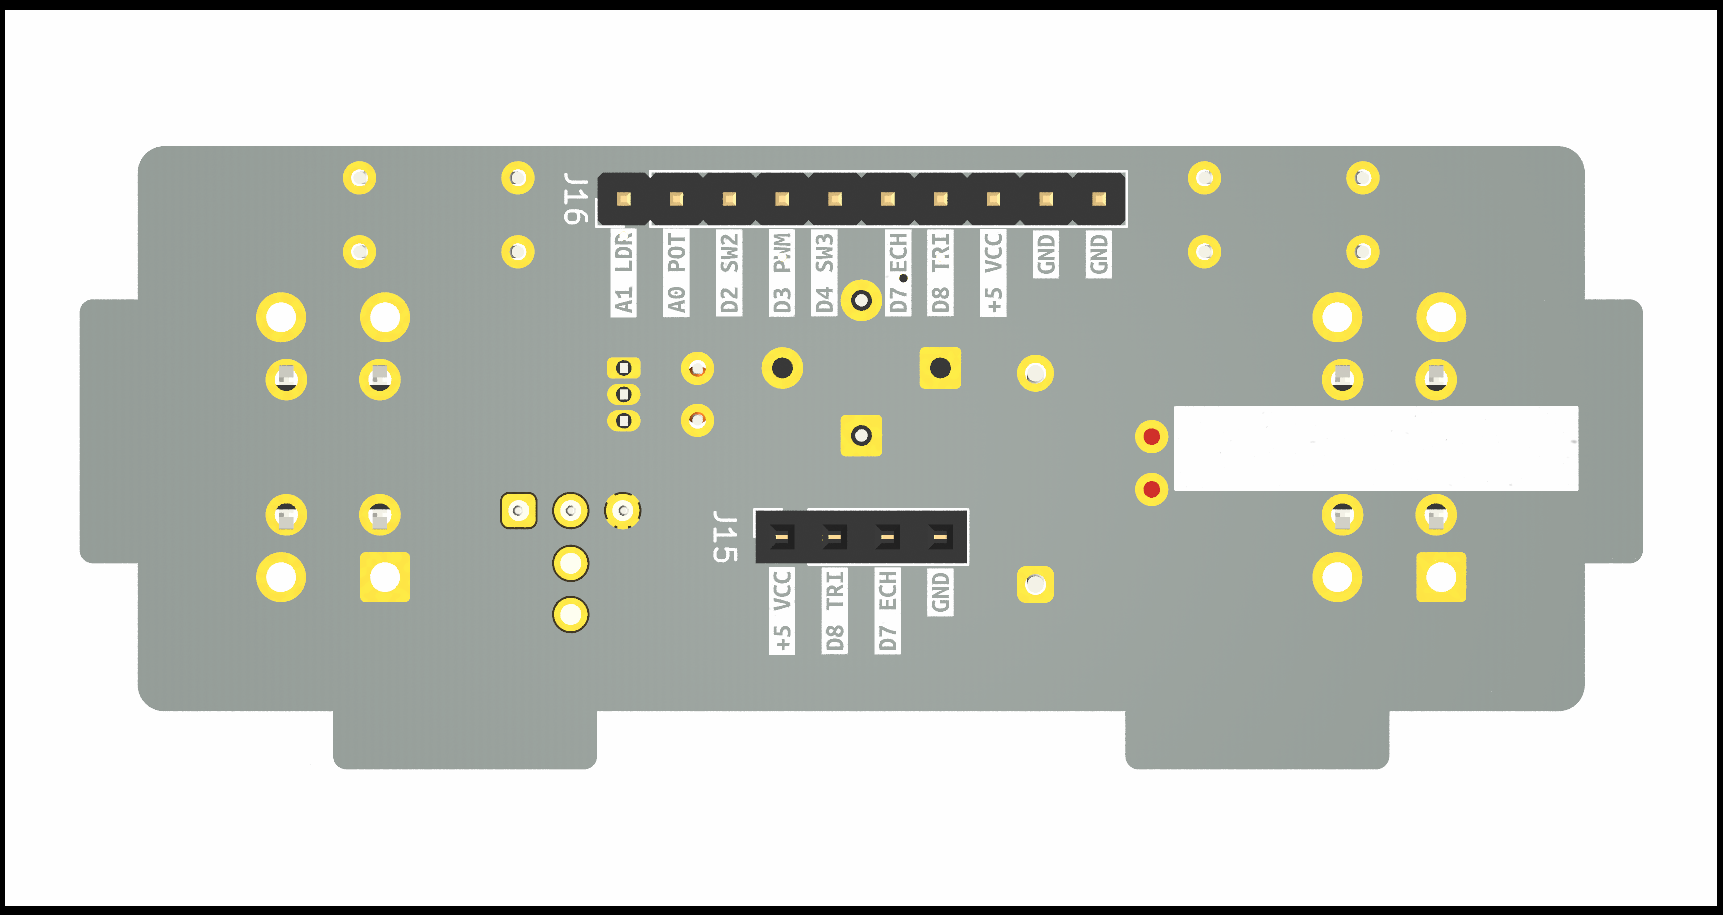 J16
A1 LDR
A0 POT
D2 SW2
D3 PWM
D4 SW3
D7 ECH
D8 TRI
+5 VCC
GND
GND
J15
+5 VCC
D8 TRI
D7 ECH
GND